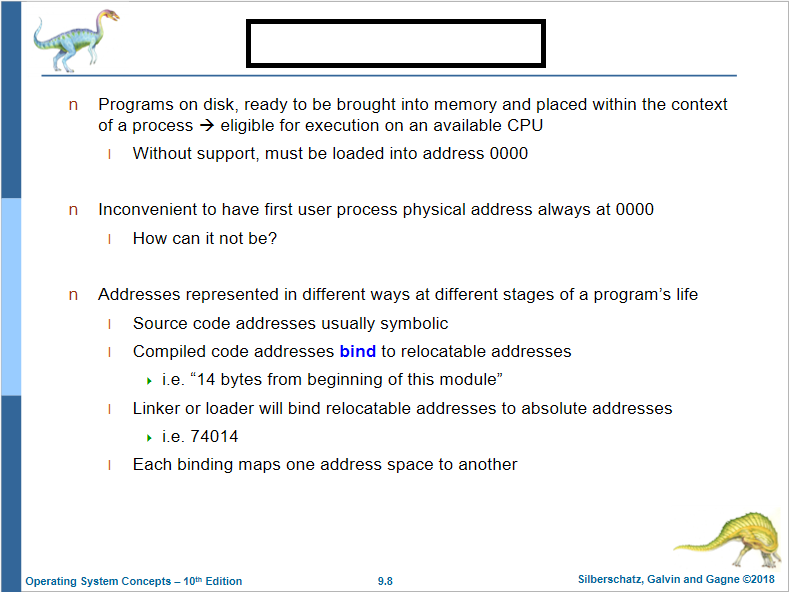 n Programs on disk, ready to be brought into memory and placed within the context
of a process → eligible for execution on an available CPU
l Without support, must be loaded into address 0000
n Inconvenient to have first user process physical address always at 0000
l How can it not be?
n Addresses represented in different ways at different stages of a program’s life
l Source code addresses usually symbolic
l Compiled code addresses bind to relocatable addresses
i.e. “14 bytes from beginning of this module”
l Linker or loader will bind relocatable addresses to absolute addresses
i.e. 74014
l Each binding maps one address space to another
Operating System Concepts – 10th Edition
9.8
Silberschatz, Galvin and Gagne ©2018